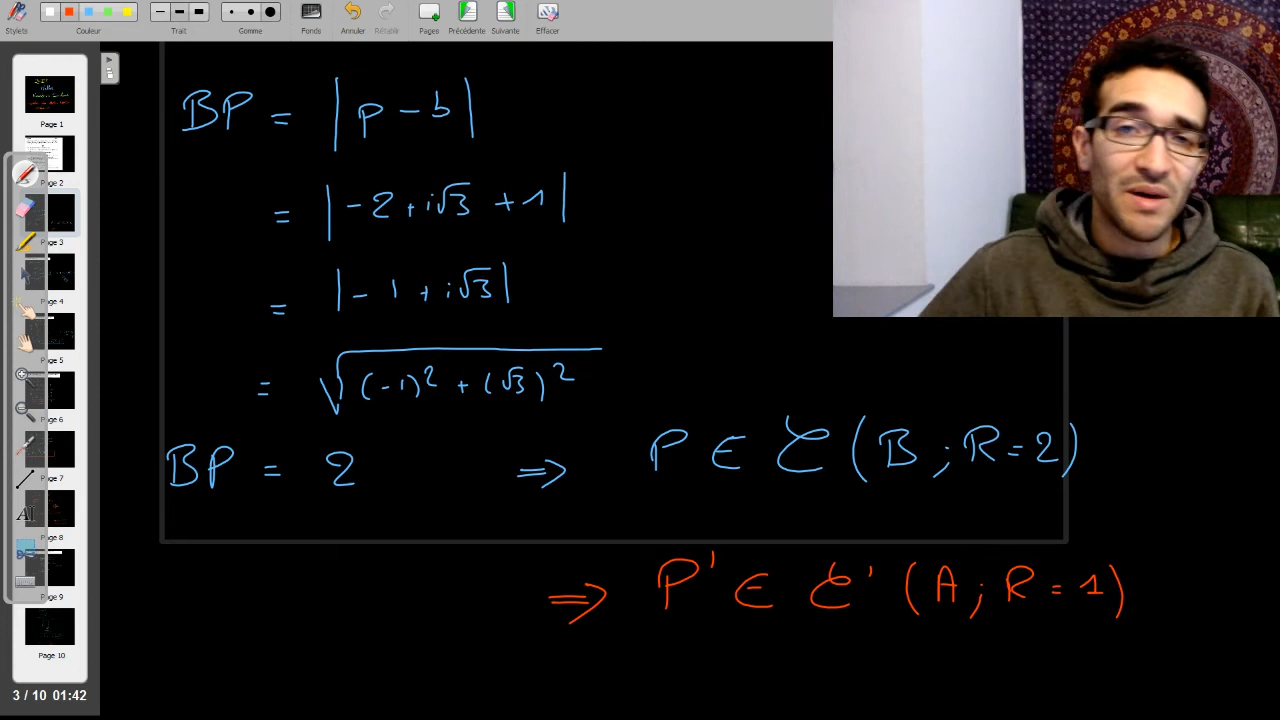 Stylets Couleur Trait Gomme Fonds Annuler Rétablir Pages Précédente Suivante Effacer
Page 1
Page 2
Page 3
Page 4
Page 5
Page 6
Page 7
Page 8
Page 9
Page 10
3 / 10 01:42
BP = |p - b|
= |-2 + i√3 + 1|
= |-1 + i√3|
= √((-1)² + (√3)²)
BP = 2 ⇒ P ∈ 𝒞 (B ; R = 2)
⇒ P' ∈ 𝒞' (A ; R = 1)